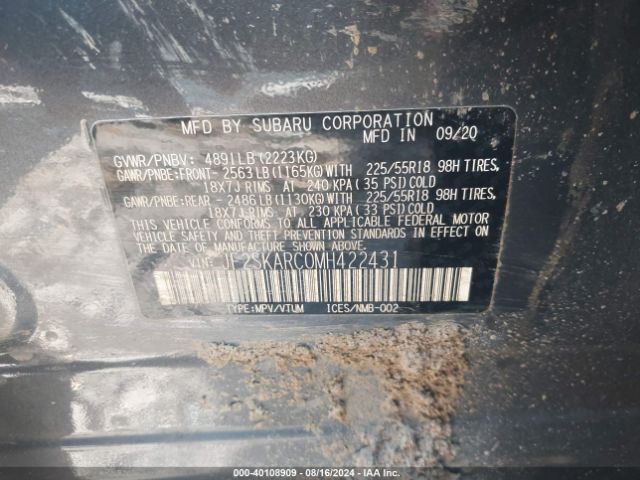 MFD BY SUBARU CORPORATION
MFD IN 09/20
GVWR/PNBV: 4891LB(2223KG)
GAWR/PNBE:FRONT- 2563LB(1165KG)WITH 225/55R18 98H TIRES,
18X7J RIMS AT 240 KPA(35 PSI)COLD
GAWR/PNBE:REAR - 2486LB(1130KG)WITH 225/55R18 98H TIRES,
18X7J RIMS AT 230 KPA(33 PSI)COLD
THIS VEHICLE CONFORMS TO ALL APPLICABLE FEDERAL MOTOR
VEHICLE SAFETY AND THEFT PREVENTION STANDARDS IN EFFECT ON
THE DATE OF MANUFACTURE SHOWN ABOVE.
VIN: JF2SKARC0MH422431
TYPE:MPV/VTUM ICES/NMB-002
000-40108909 - 08/16/2024 - IAA Inc.